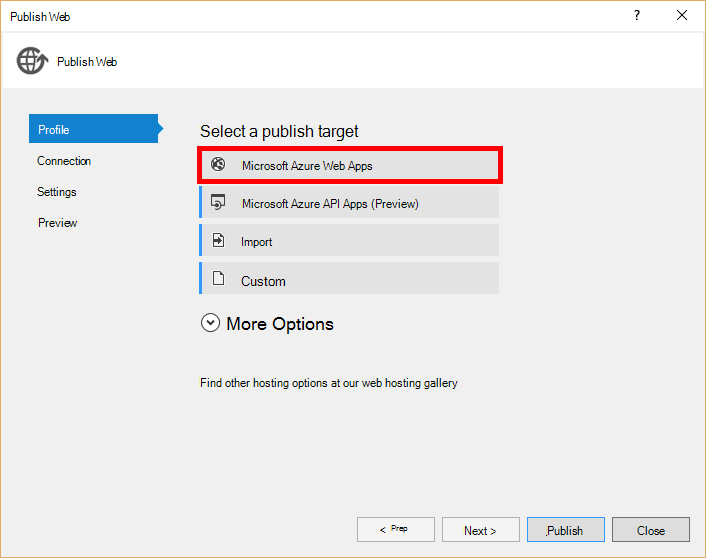 Publish Web
?
Publish Web
Profile
Connection
Settings
Preview
Select a publish target
Microsoft Azure Web Apps
Microsoft Azure API Apps (Preview)
Import
Custom
More Options
Find other hosting options at our web hosting gallery
< Prep
Next >
Publish
Close